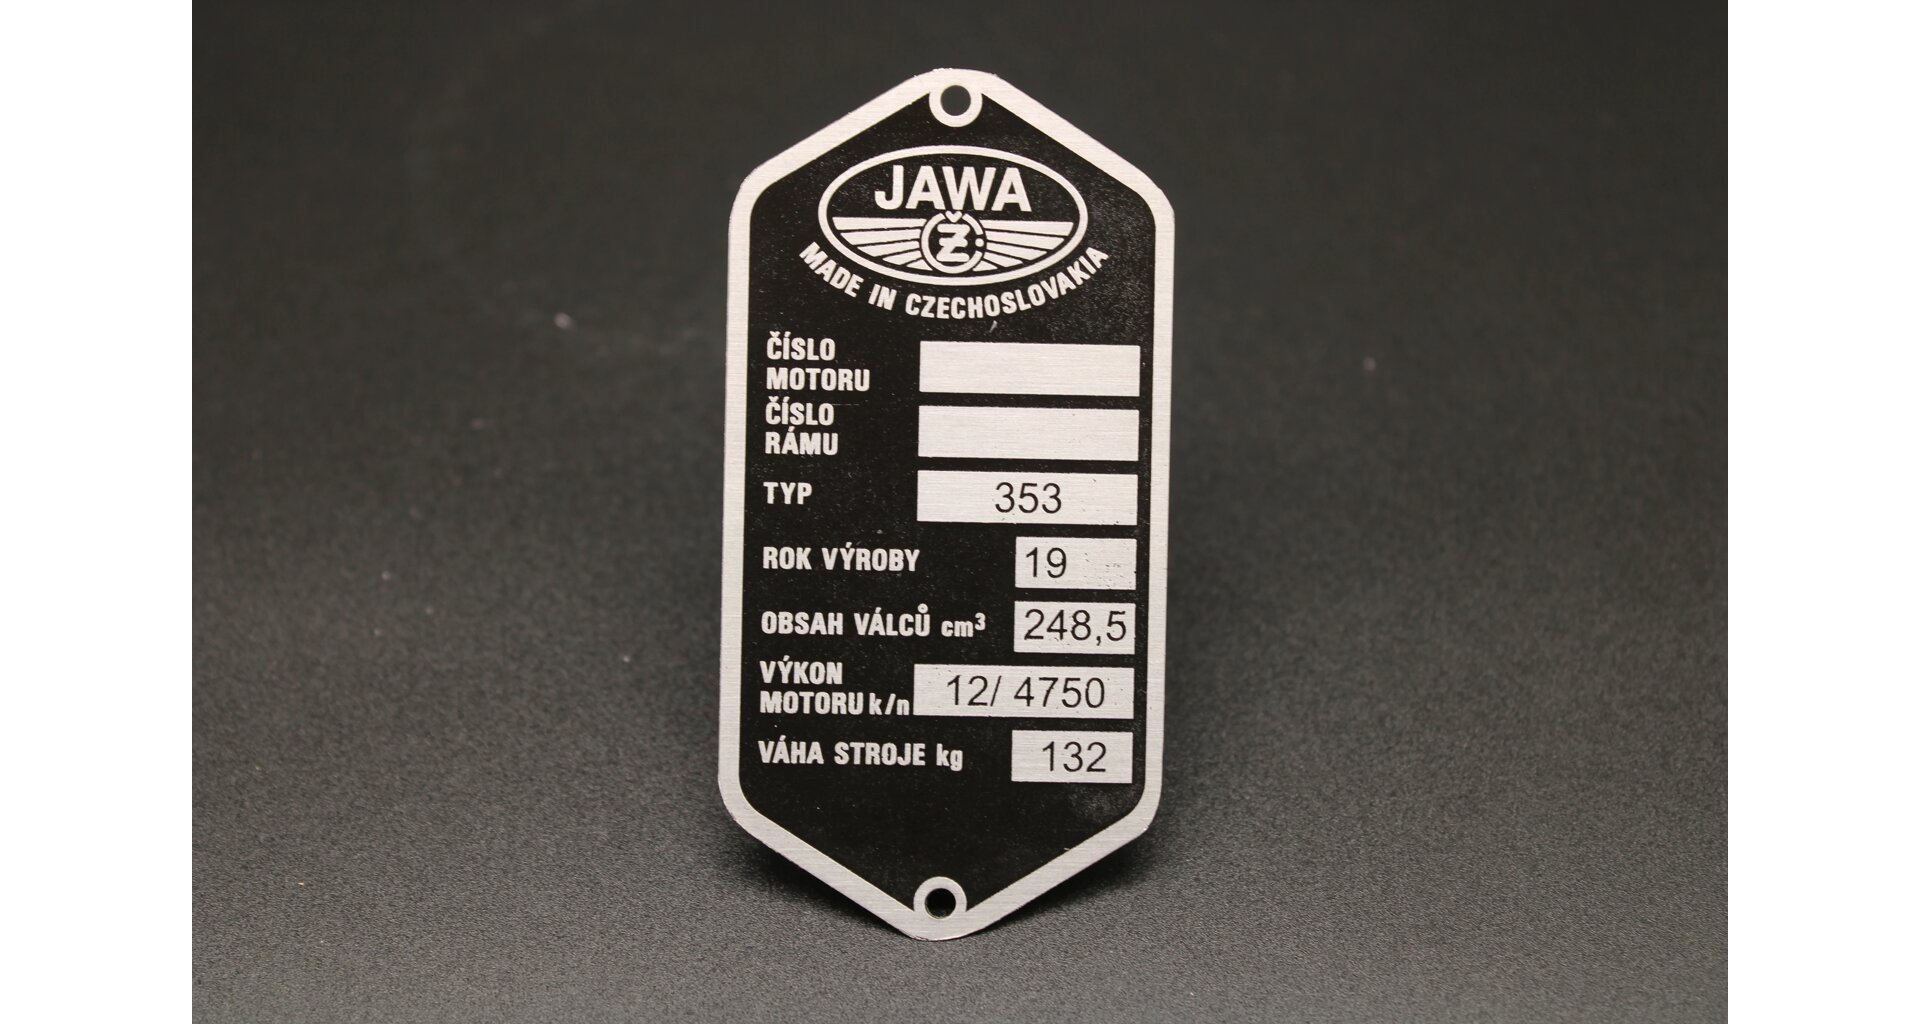 JAWA
ČZ
MADE IN CZECHOSLOVAKIA
ČÍSLO
MOTORU
ČÍSLO
RÁMU
TYP 353
ROK VÝROBY 19
OBSAH VÁLCŮ cm³ 248,5
VÝKON
MOTORU k/n 12/ 4750
VÁHA STROJE kg 132